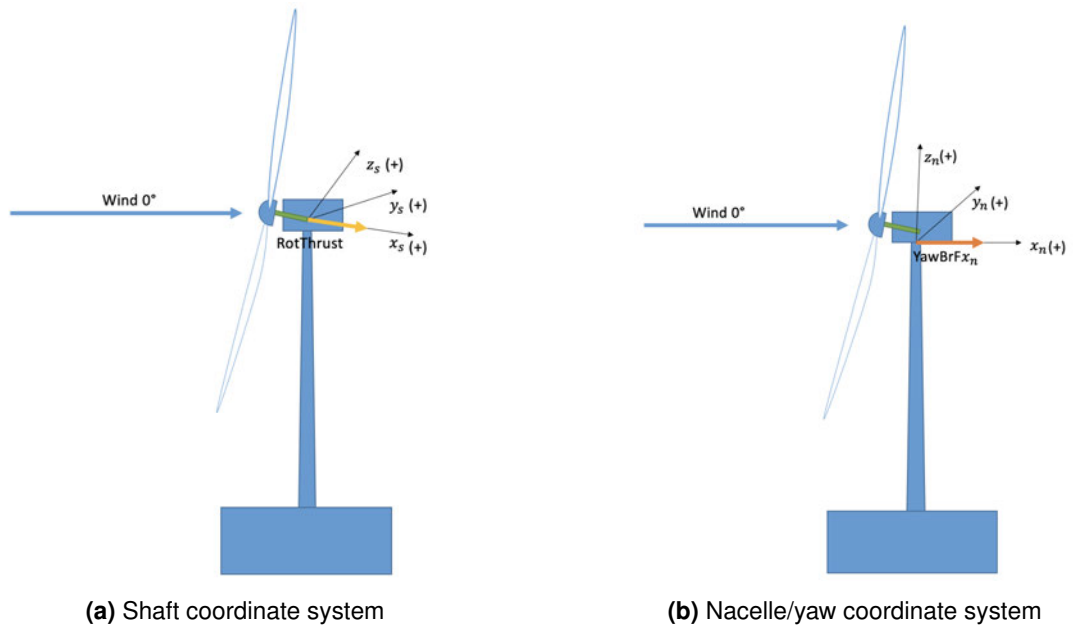 Wind 0°
z_s (+)
y_s (+)
x_s (+)
RotThrust
(a) Shaft coordinate system
Wind 0°
z_n(+)
y_n(+)
x_n(+)
YawBrFx_n
(b) Nacelle/yaw coordinate system